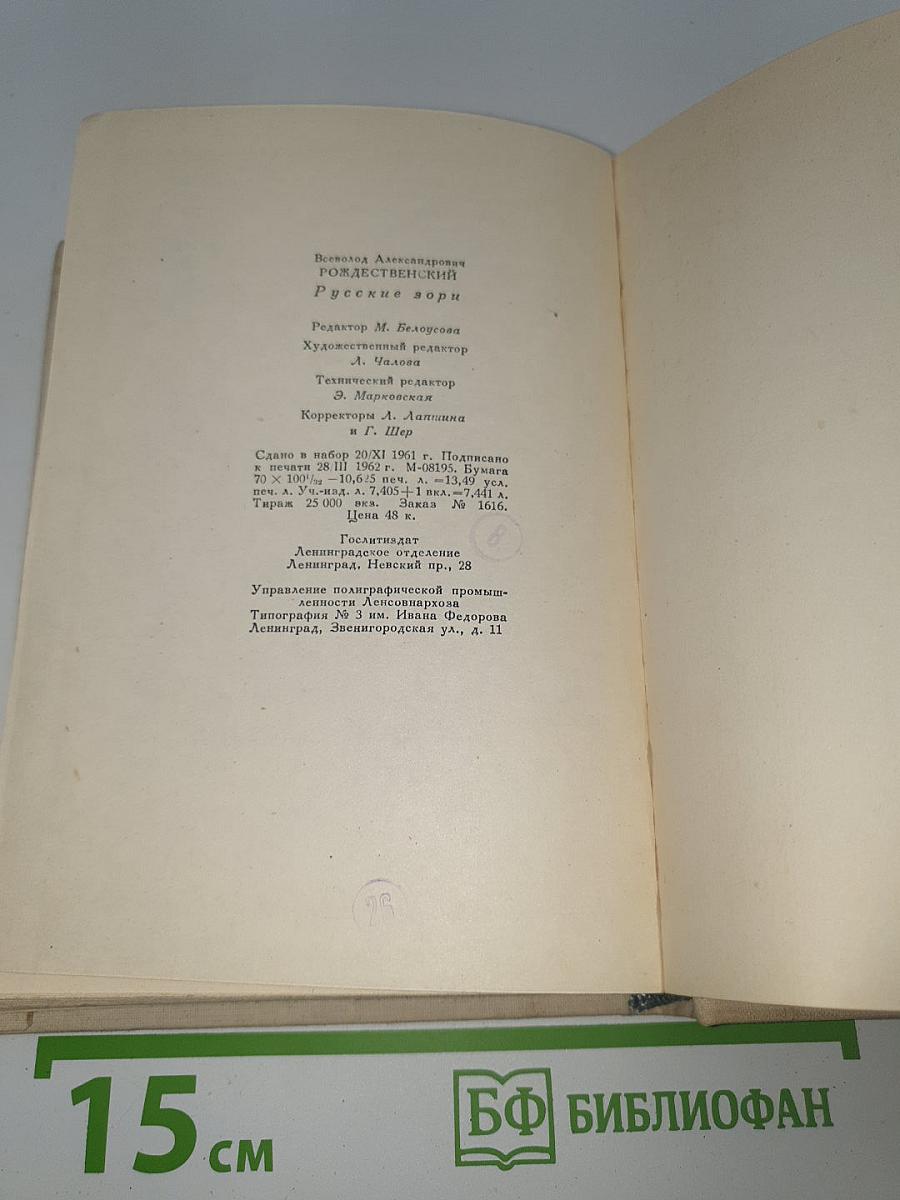 Всеволод Александрович
РОЖДЕСТВЕНСКИЙ
Русские зори
Редактор М. Белоусова
Художественный редактор
Л. Чалова
Технический редактор
Э. Марковская
Корректоры Л. Лапшина
и Г. Шер
Сдано в набор 20/XI 1961 г. Подписано
к печати 28/III 1962 г. М-08195. Бумага
70 × 100¹/₃₂ —10,625 печ. л. =13,49 усл.
печ. л. Уч.-изд. л. 7,405+1 вкл.=7,441 л.
Тираж 25 000 экз. Заказ № 1616.
Цена 48 к.
8
Гослитиздат
Ленинградское отделение
Ленинград, Невский пр., 28
Управление полиграфической промыш-
ленности Ленсовнархоза
Типография № 3 им. Ивана Федорова
Ленинград, Звенигородская ул., д. 11
15 см
БФ БИБЛИОФАН